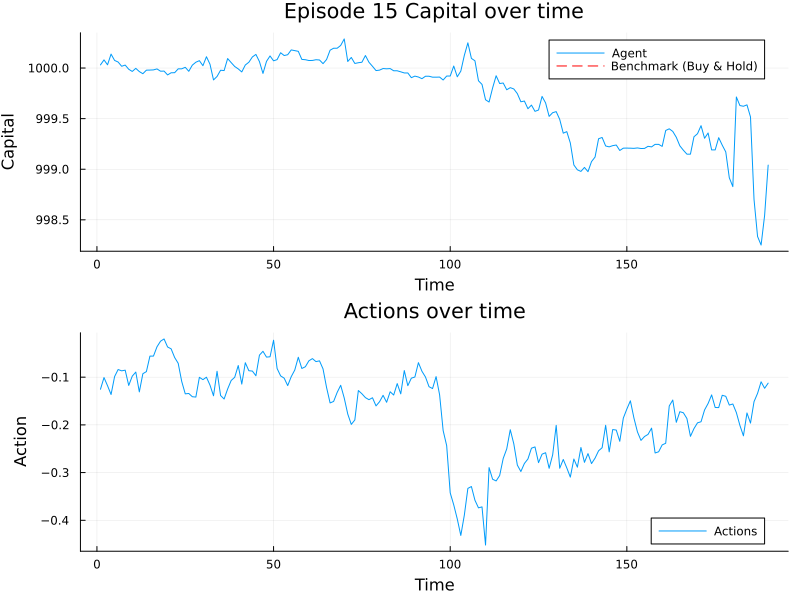 Episode 15 Capital over time
Agent
Benchmark (Buy & Hold)
1000.0
999.5
999.0
998.5
Capital
0 50 100 150
Time
Actions over time
−0.1
−0.2
−0.3
−0.4
Action
Actions
0 50 100 150
Time